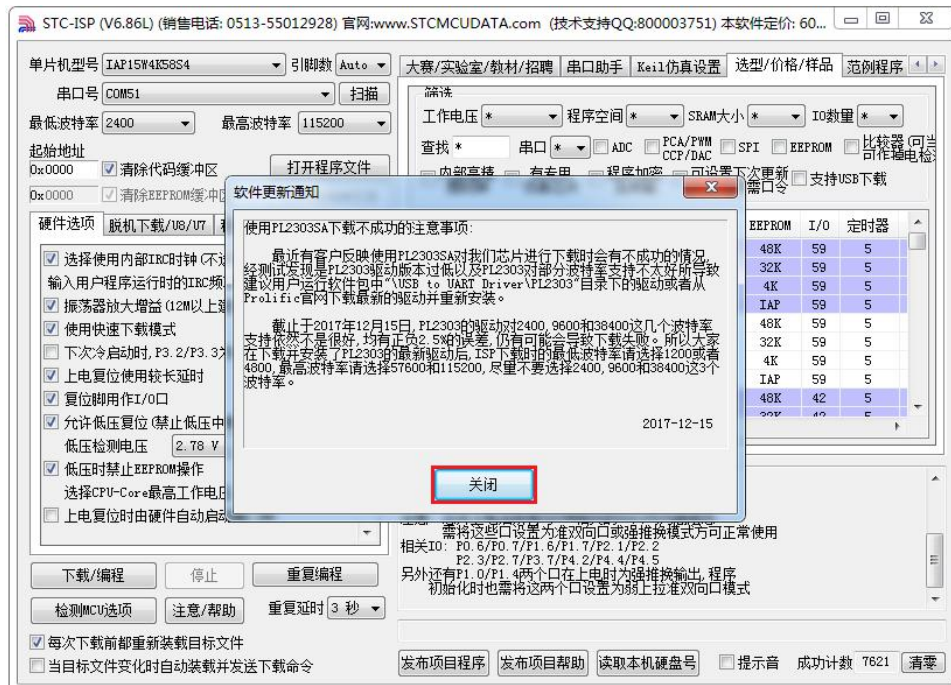 STC-ISP (V6.86L) (销售电话: 0513-55012928) 官网:www.STCMCUDATA.com (技术支持QQ:800003751) 本软件定价: 60...
单片机型号 IAP15W4K58S4 引脚数 Auto
串口号 COM51 扫描
最低波特率 2400 最高波特率 115200
起始地址
0x0000 清除代码缓冲区 打开程序文件
0x0000 清除EEPROM缓冲区
硬件选项 脱机下载/U8/U7
选择使用内部IRC时钟(不
输入用户程序运行时的IRC频
振荡器放大增益(12M以上
使用快速下载模式
下次冷启动时,P3.2/P3.3为
上电复位使用较长延时
复位脚用作I/O口
允许低压复位(禁止低压中
低压检测电压 2.78 V
低压时禁止EEPROM操作
选择CPU-Core最高工作电压
上电复位时由硬件自动启动
下载/编程 停止 重复编程
检测MCU选项 注意/帮助 重复延时 3 秒
每次下载前都重新装载目标文件
当目标文件变化时自动装载并发送下载命令
大赛/实验室/教材/招聘 串口助手 Keil仿真设置 选型/价格/样品 范例程序
筛选
工作电压 * 程序空间 * SRAM大小 * IO数量 *
查找 * 串口 * ADC PCA/PWM CCP/DAC SPI EEPROM 比较器(可当
可作掉电检
内部高精 有专用 程序加密 可设置下次更新
需口令 支持USB下载
EEPROM I/O 定时器
48K 59 5
32K 59 5
4K 59 5
IAP 59 5
48K 59 5
32K 59 5
4K 59 5
IAP 59 5
48K 42 5
32K 42 5
软件更新通知
使用PL2303SA下载不成功的注意事项:
最近有客户反映使用PL2303SA对我们芯片进行下载时会有不成功的情况,
经测试发现是PL2303驱动版本过低以及PL2303对部分波特率支持不太好所导致
建议用户运行软件包中"\USB to UART Driver\PL2303"目录下的驱动或者从
Prolific官网下载最新的驱动并重新安装。
截止于2017年12月15日,PL2303的驱动对2400,9600和38400这几个波特率
支持依然不是很好,均有正负2.5%的误差,仍有可能会导致下载失败。所以大家
在下载并安装了PL2303的最新驱动后,ISP下载时的最低波特率请选择1200或者
4800,最高波特率请选择57600和115200,尽量不要选择2400,9600和38400这3个
波特率。
2017-12-15
关闭
需将这些口设置为准双向口或强推挽模式方可正常使用
相关IO: P0.6/P0.7/P1.6/P1.7/P2.1/P2.2
P2.3/P2.7/P3.7/P4.2/P4.4/P4.5
另外还有P1.0/P1.4两个口在上电时为强推挽输出,程序
初始化时也需将这两个口设置为弱上拉准双向口模式
发布项目程序 发布项目帮助 读取本机硬盘号 提示音 成功计数 7621 清零